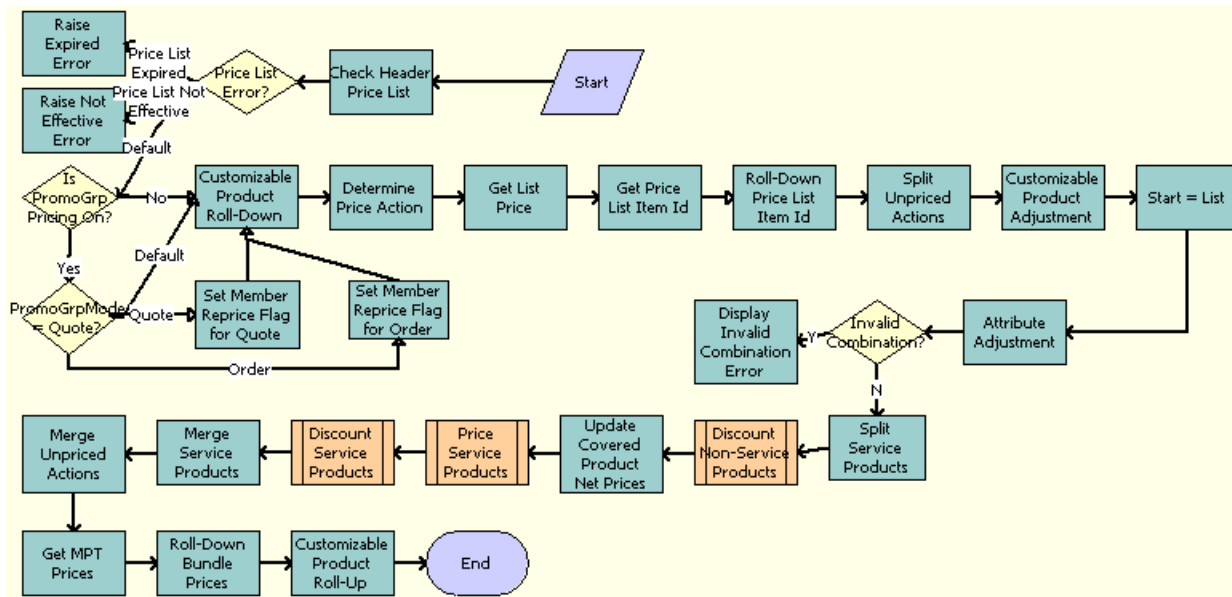 Raise
Expired
Error
Price List
Expired
Price List
Error?
Check Header
Price List
Start
Raise Not
Effective
Error
Price List Not
Effective
Default
Is
PromoGrp
Pricing On?
No
Customizable
Product
Roll-Down
Determine
Price Action
Get List
Price
Get Price
List Item Id
Roll-Down
Price List
Item Id
Split
Unpriced
Actions
Customizable
Product
Adjustment
Start = List
Yes
Default
PromoGrpMode
= Quote?
Quote
Set Member
Reprice Flag
for Quote
Set Member
Reprice Flag
for Order
Order
Display
Invalid
Combination
Error
Y
Invalid
Combination?
Attribute
Adjustment
N
Merge
Unpriced
Actions
Merge
Service
Products
Discount
Service
Products
Price
Service
Products
Update
Covered
Product
Net Prices
Discount
Non-Service
Products
Split
Service
Products
Get MPT
Prices
Roll-Down
Bundle
Prices
Customizable
Product
Roll-Up
End